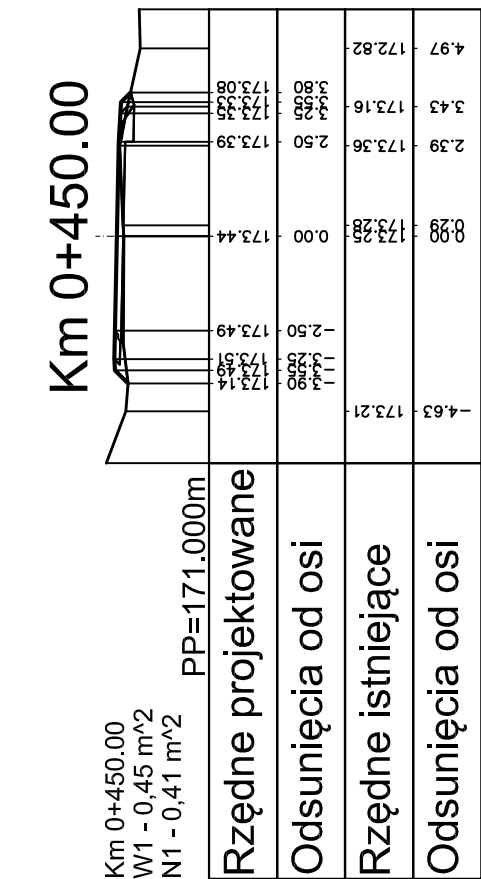 Km 0+450.00
Km 0+450.00
W1 - 0,45 m^2
N1 - 0,41 m^2
PP=171.000m
Rzędne projektowane
173.14 173.49 173.51 173.49 173.44 173.39 173.35 173.33 173.08
Odsunięcia od osi
-3.90 -3.55 -3.25 -2.50 0.00 2.50 3.25 3.65 3.80
Rzędne istniejące
173.21 173.25 173.28 173.36 173.16 172.82
Odsunięcia od osi
-4.63 0.00 0.29 2.39 3.43 4.97